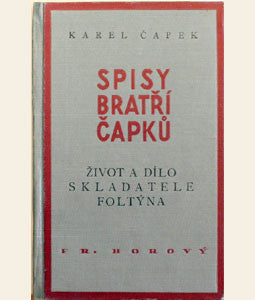 KAREL ČAPEK
SPISY
BRATŘÍ
ČAPKŮ
ŽIVOT A DÍLO
SKLADATELE
FOLTÝNA
FR. BOROVÝ